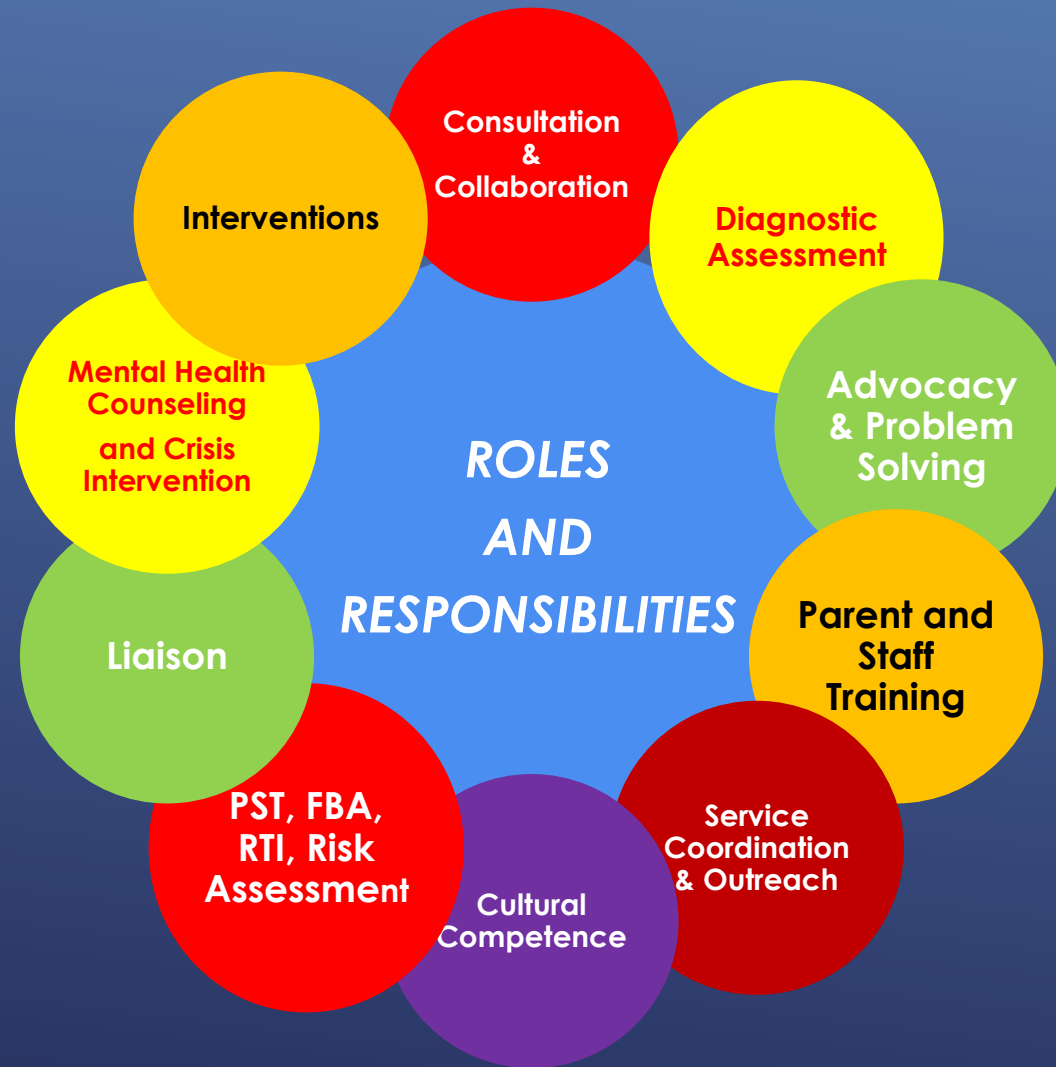 Consultation
&
Collaboration
Diagnostic
Assessment
Advocacy
& Problem
Solving
Parent and
Staff
Training
Service
Coordination
& Outreach
Cultural
Competence
PST, FBA,
RTI, Risk
Assessment
Liaison
Mental Health
Counseling
and Crisis
Intervention
Interventions
ROLES
AND
RESPONSIBILITIES